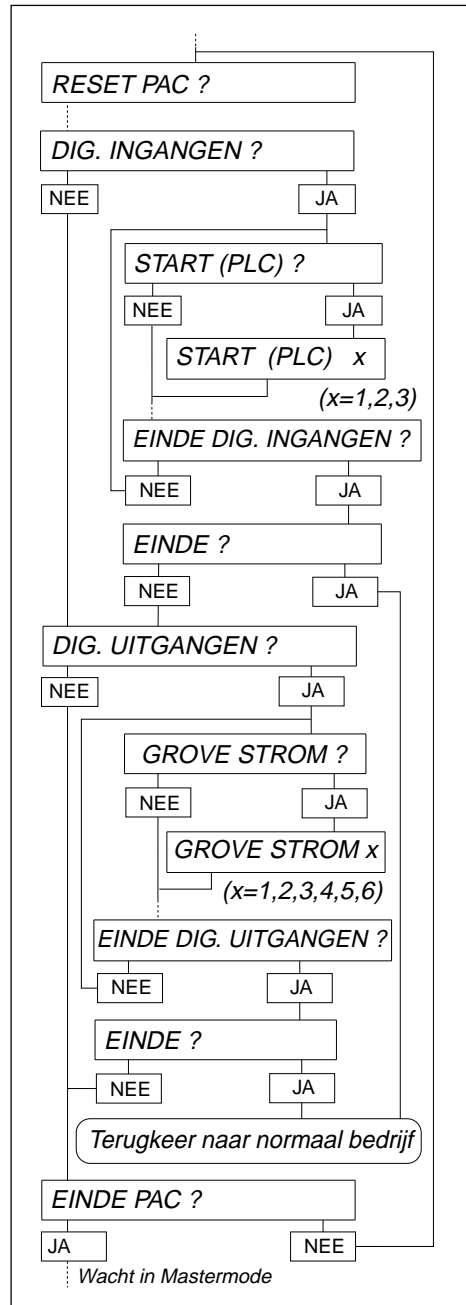 RESET PAC ?
DIG. INGANGEN ?
NEE JA
START (PLC) ?
NEE JA
START (PLC) x
(x=1,2,3)
EINDE DIG. INGANGEN ?
NEE JA
EINDE ?
NEE JA
DIG. UITGANGEN ?
NEE JA
GROVE STROM ?
NEE JA
GROVE STROM x
(x=1,2,3,4,5,6)
EINDE DIG. UITGANGEN ?
NEE JA
EINDE ?
NEE JA
Terugkeer naar normaal bedrijf
EINDE PAC ?
JA NEE
Wacht in Mastermode